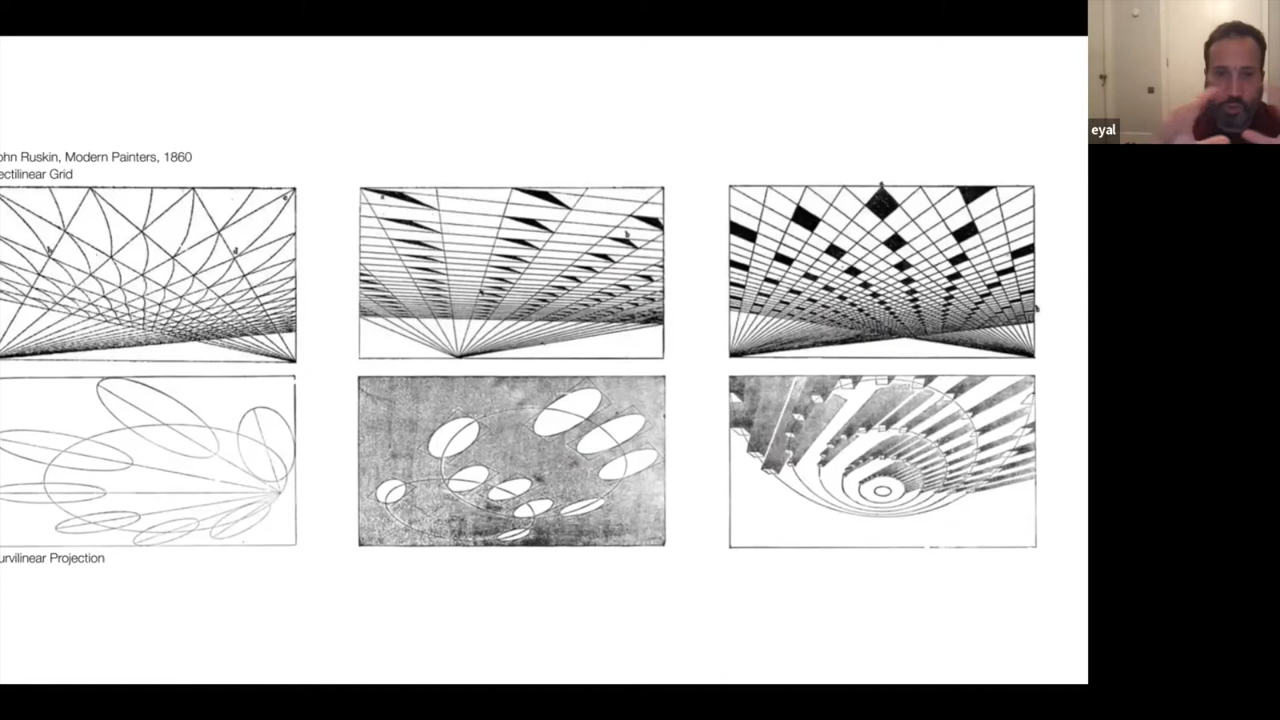 ohn Ruskin, Modern Painters, 1860
ectilinear Grid
urvilinear Projection
eyal